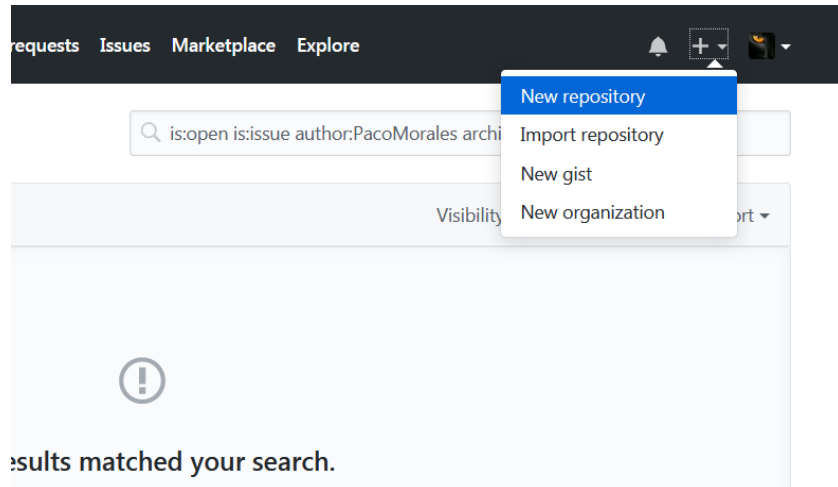 requests Issues Marketplace Explore
New repository
is:open is:issue author:PacoMorales archi
Import repository
New gist
Visibility
New organization
ort
esults matched your search.